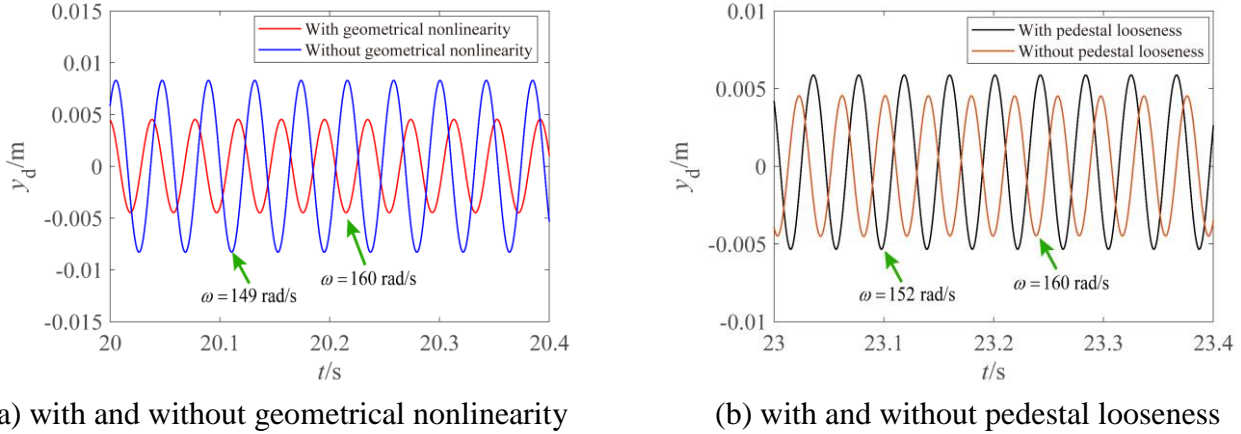 0.015
0.01
0.005
0
-0.005
-0.01
-0.015
y_d/m
With geometrical nonlinearity
Without geometrical nonlinearity
ω=149 rad/s
ω=160 rad/s
20
20.1
20.2
20.3
20.4
t/s
a) with and without geometrical nonlinearity
0.01
0.005
0
-0.005
-0.01
y_d/m
With pedestal looseness
Without pedestal looseness
ω=152 rad/s
ω=160 rad/s
23
23.1
23.2
23.3
23.4
t/s
(b) with and without pedestal looseness